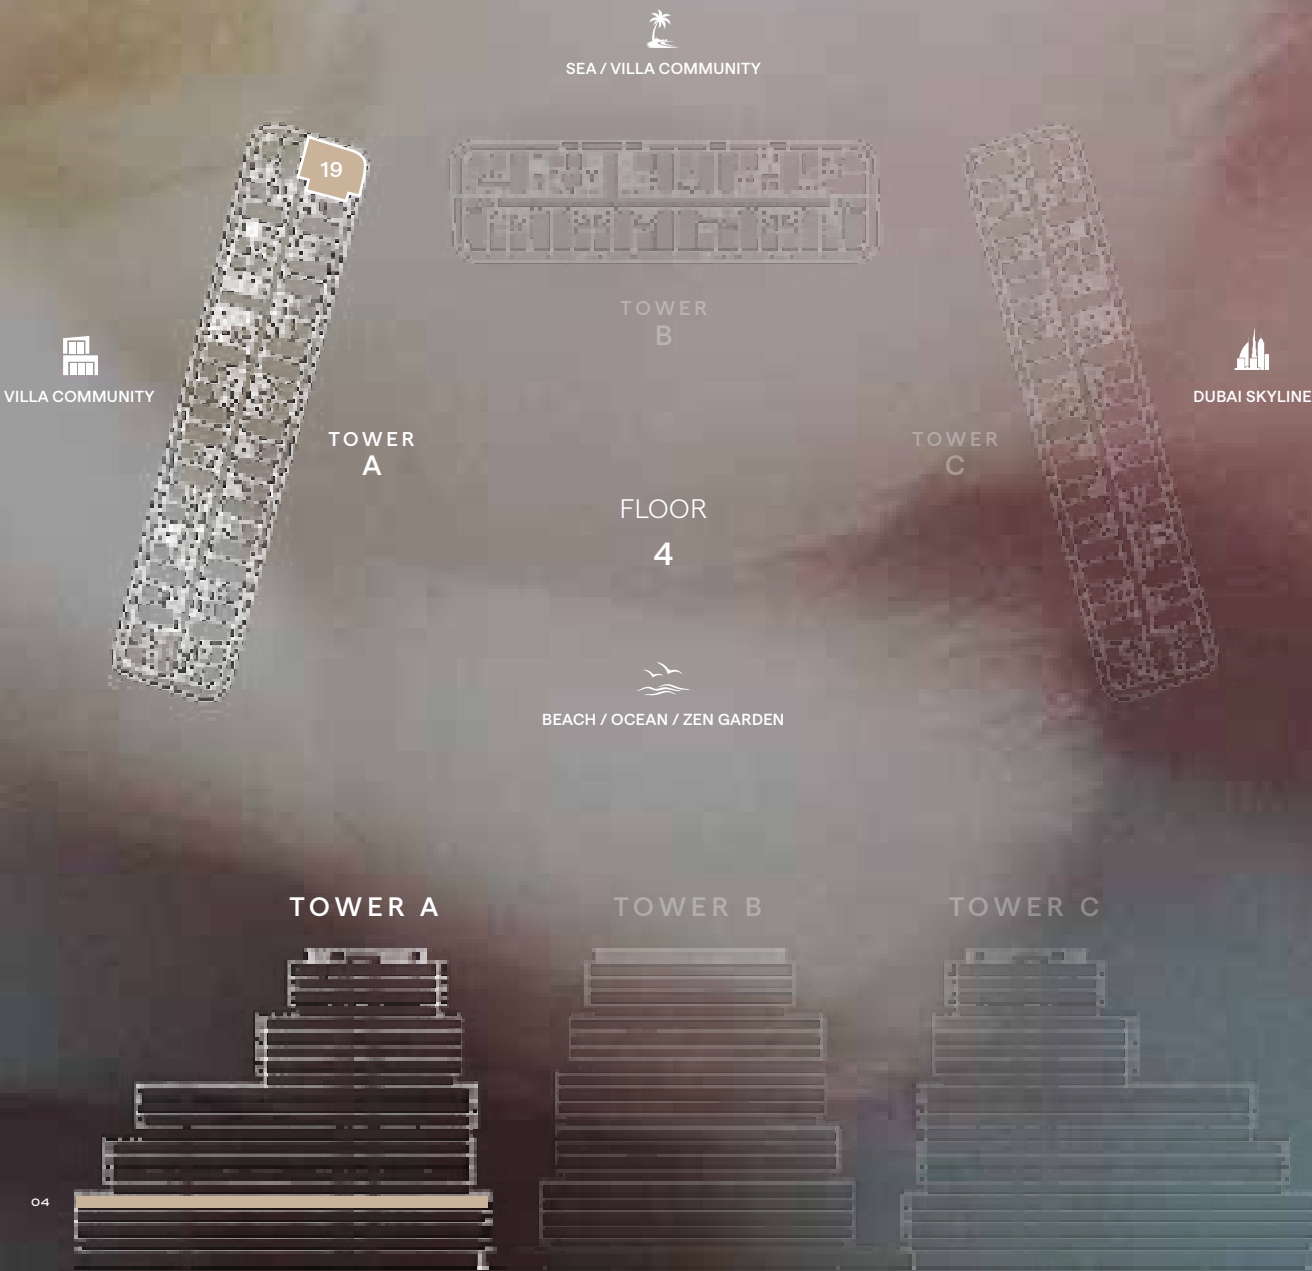 SEA / VILLA COMMUNITY
19
TOWER
B
VILLA COMMUNITY
DUBAI SKYLINE
TOWER
A
TOWER
C
FLOOR
4
BEACH / OCEAN / ZEN GARDEN
TOWER A
TOWER B
TOWER C
04